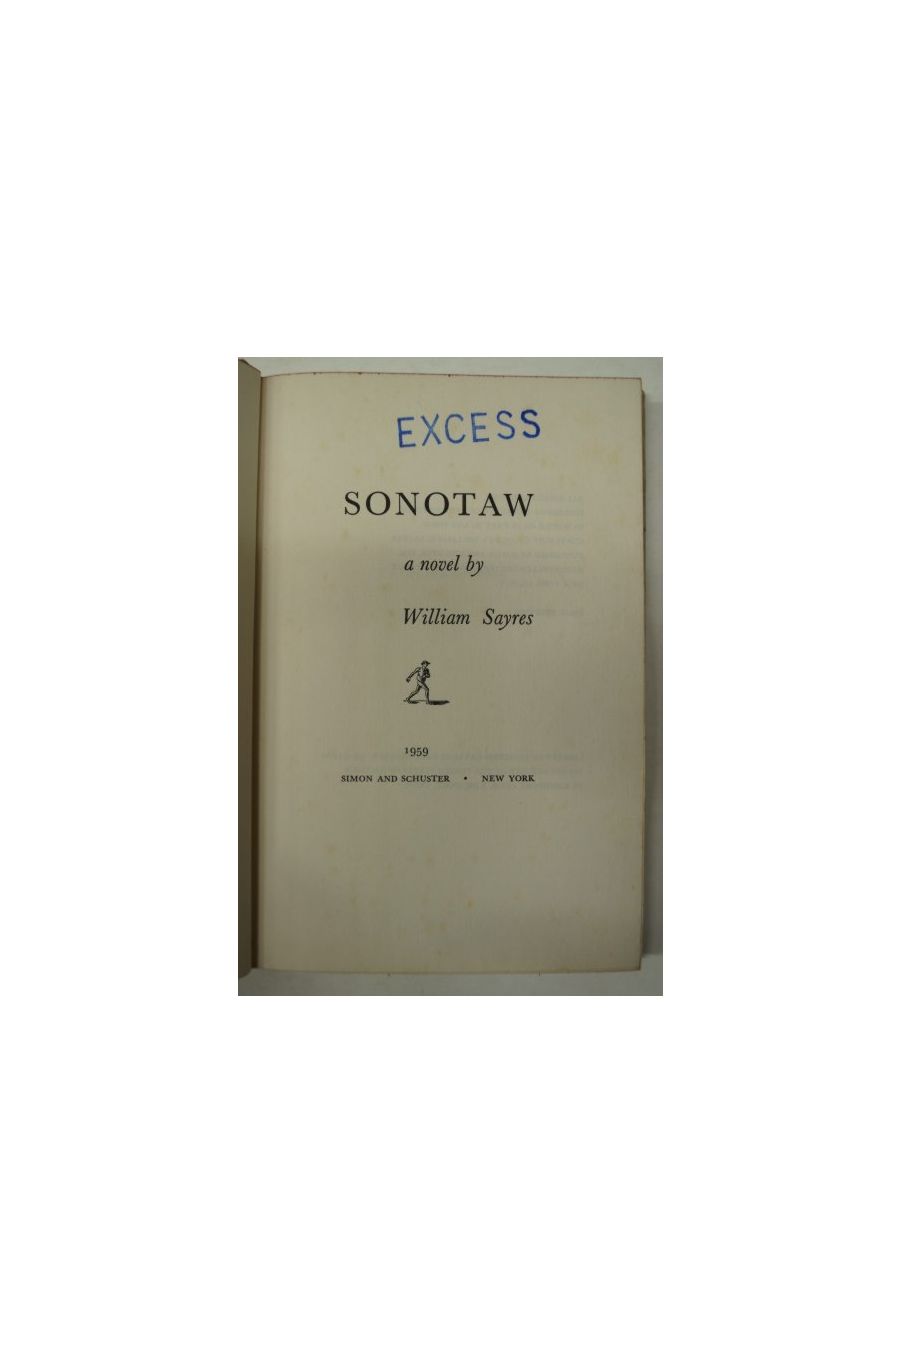 EXCESS
SONOTAW
a novel by
William Sayres
1959
SIMON AND SCHUSTER • NEW YORK